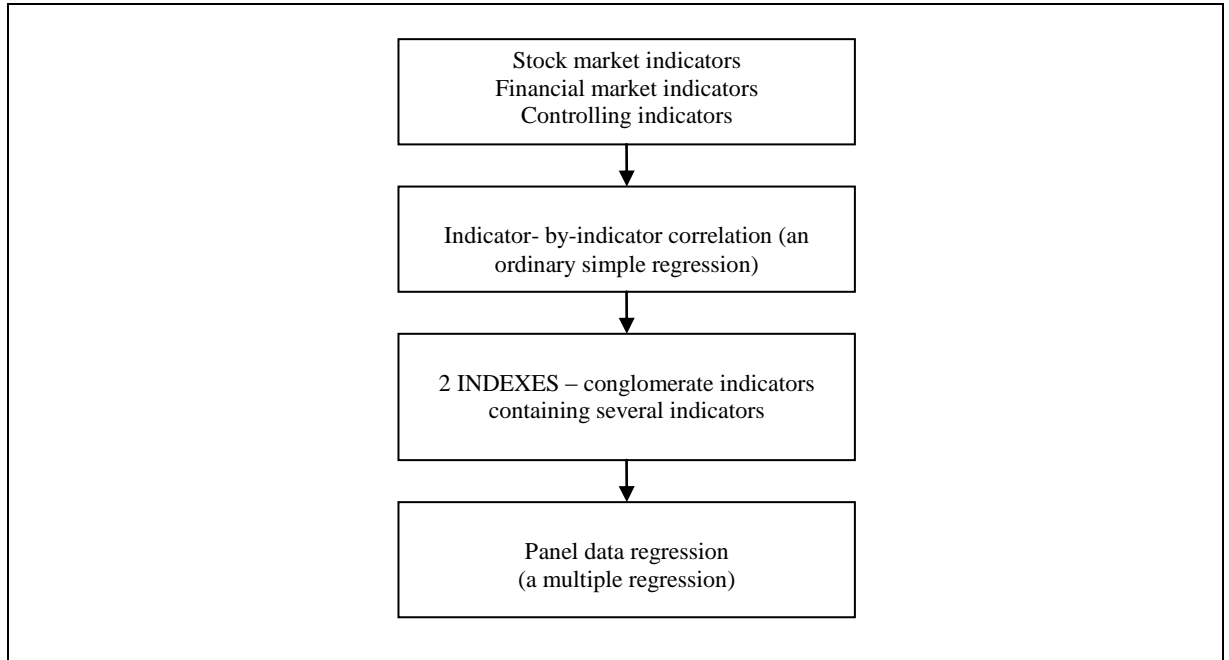 Stock market indicators
Financial market indicators
Controlling indicators
Indicator- by-indicator correlation (an
ordinary simple regression)
2 INDEXES – conglomerate indicators
containing several indicators
Panel data regression
(a multiple regression)